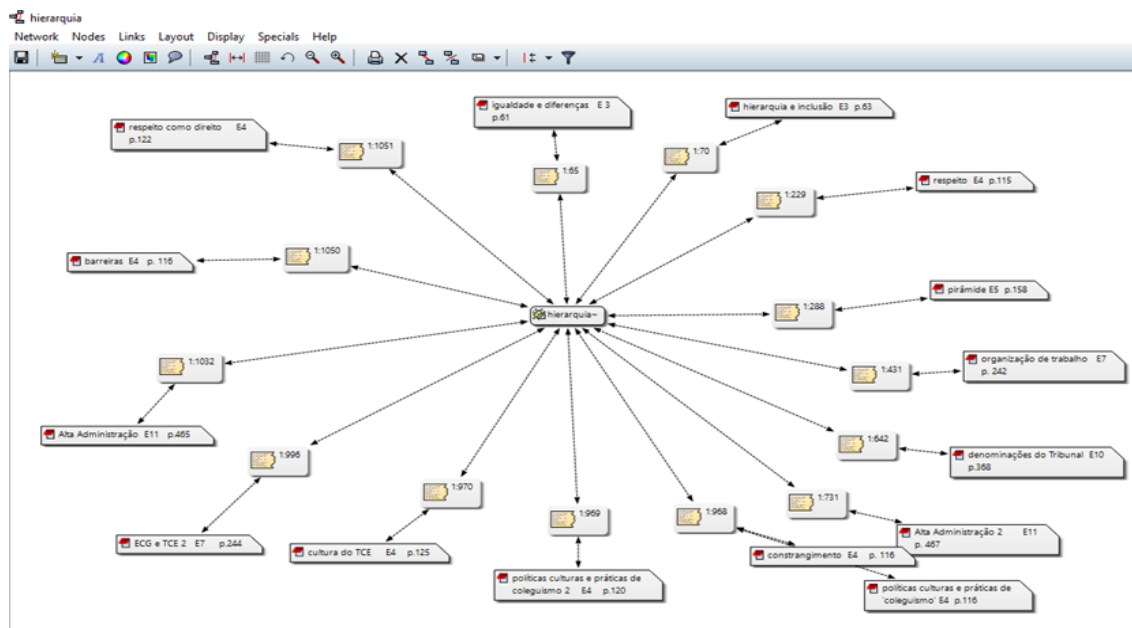 hierarquia
Network Nodes Links Layout Display Specials Help
igualdade e diferenças E 3
p.61
hierarquia e inclusão E3 p.63
respeito como direito E4
p.122
1:1051
1:65
1:70
respeito E4 p.115
1:229
barreiras E4 p. 116
1:1050
pirâmide E5 p.158
1:288
hierarquia~
1:1032
1:431
organização de trabalho E7
p. 242
Alta Administração E11 p.465
1:996
1:642
denominações do Tribunal E10
p.368
1:970
1:731
1:969
1:968
ECG e TCE 2 E7 p.244
cultura do TCE E4 p.125
Alta Administração 2 E11
p. 467
constrangimento E4 p. 116
políticas culturas e práticas de
coleguismo 2 E4 p.120
políticas culturas e práticas de
'coleguismo' E4 p.116